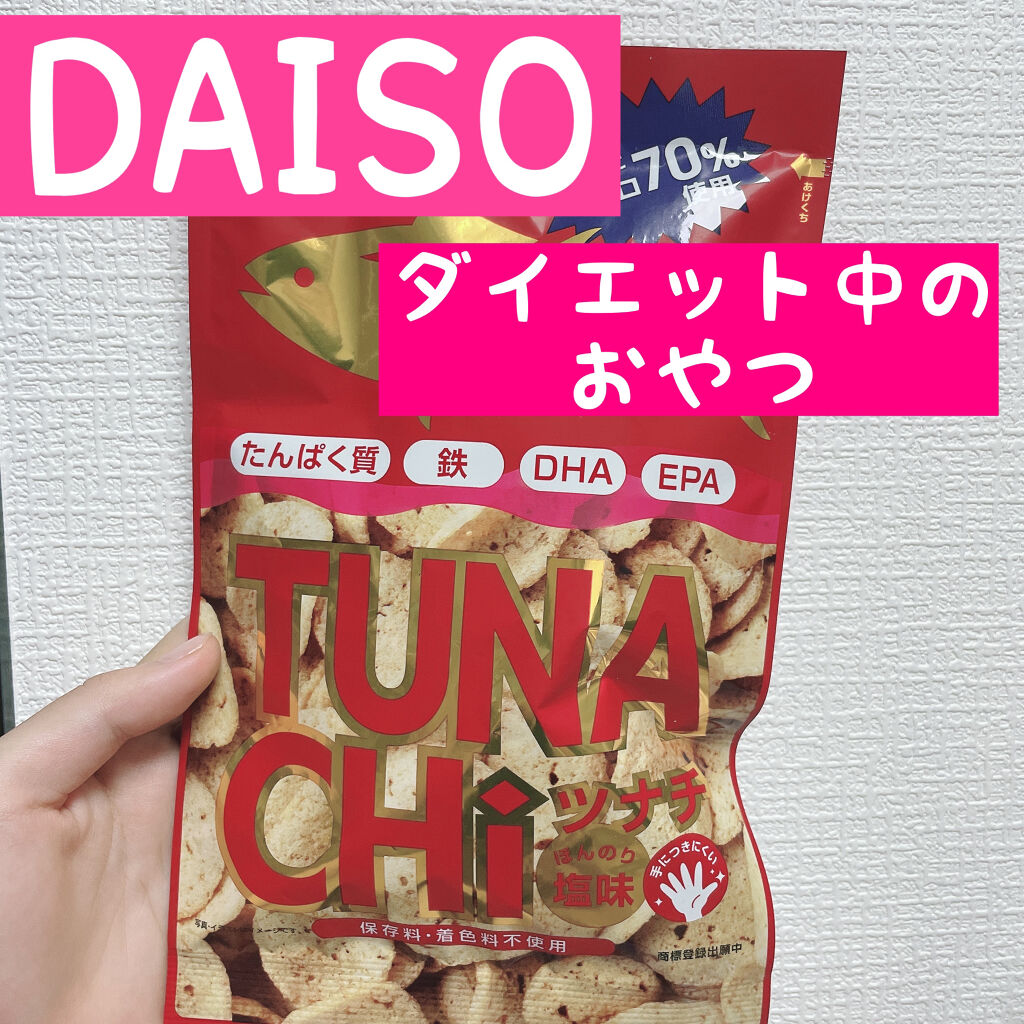 DAISO
70%
使用
あけくち
ダイエット中の
おやつ
たんぱく質
鉄
DHA
EPA
TUNA
CHi
ツナチ
ほんのり
塩味
手につきにくい
保存料・着色料不使用
商標登録出願中